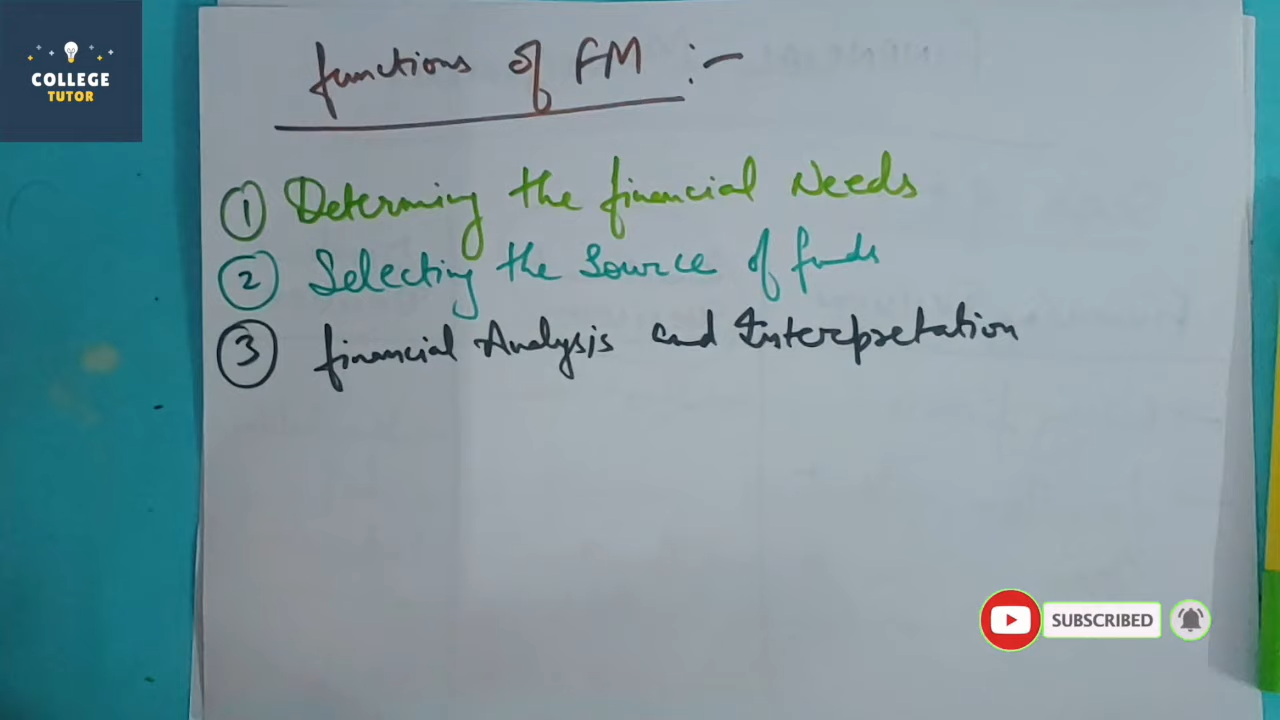 COLLEGE
TUTOR
functions of FM :-
1 Determing the financial Needs
2 Selecting the source of funds
3 financial Analysis and Interpretation
SUBSCRIBED